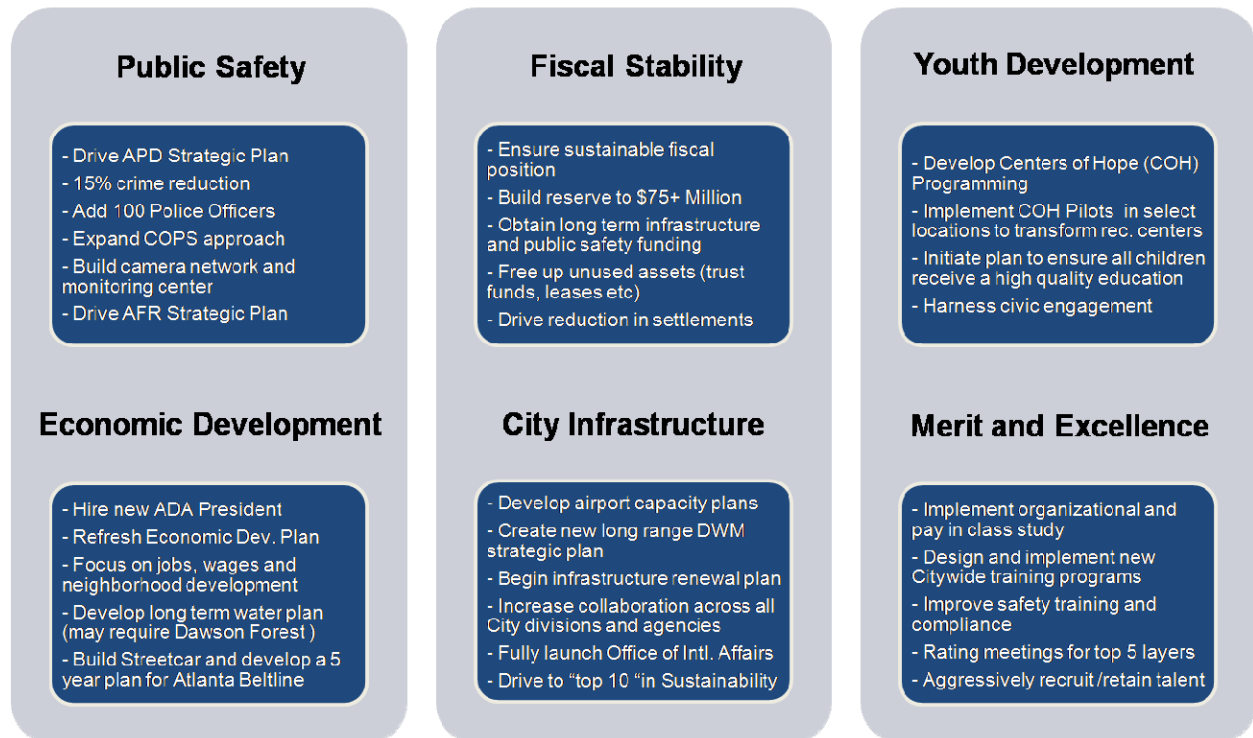 Public Safety
- Drive APD Strategic Plan
- 15% crime reduction
- Add 100 Police Officers
- Expand COPS approach
- Build camera network and
monitoring center
- Drive AFR Strategic Plan
Fiscal Stability
- Ensure sustainable fiscal
position
- Build reserve to $75+ Million
- Obtain long term infrastructure
and public safety funding
- Free up unused assets (trust
funds, leases etc)
- Drive reduction in settlements
Youth Development
- Develop Centers of Hope (COH)
Programming
- Implement COH Pilots in select
locations to transform rec. centers
- Initiate plan to ensure all children
receive a high quality education
- Harness civic engagement
Economic Development
- Hire new ADA President
- Refresh Economic Dev. Plan
- Focus on jobs, wages and
neighborhood development
- Develop long term water plan
(may require Dawson Forest )
- Build Streetcar and develop a 5
year plan for Atlanta Beltline
City Infrastructure
- Develop airport capacity plans
- Create new long range DWM
strategic plan
- Begin infrastructure renewal plan
- Increase collaboration across all
City divisions and agencies
- Fully launch Office of Intl. Affairs
- Drive to “top 10 “in Sustainability
Merit and Excellence
- Implement organizational and
pay in class study
- Design and implement new
Citywide training programs
- Improve safety training and
compliance
- Rating meetings for top 5 layers
- Aggressively recruit /retain talent